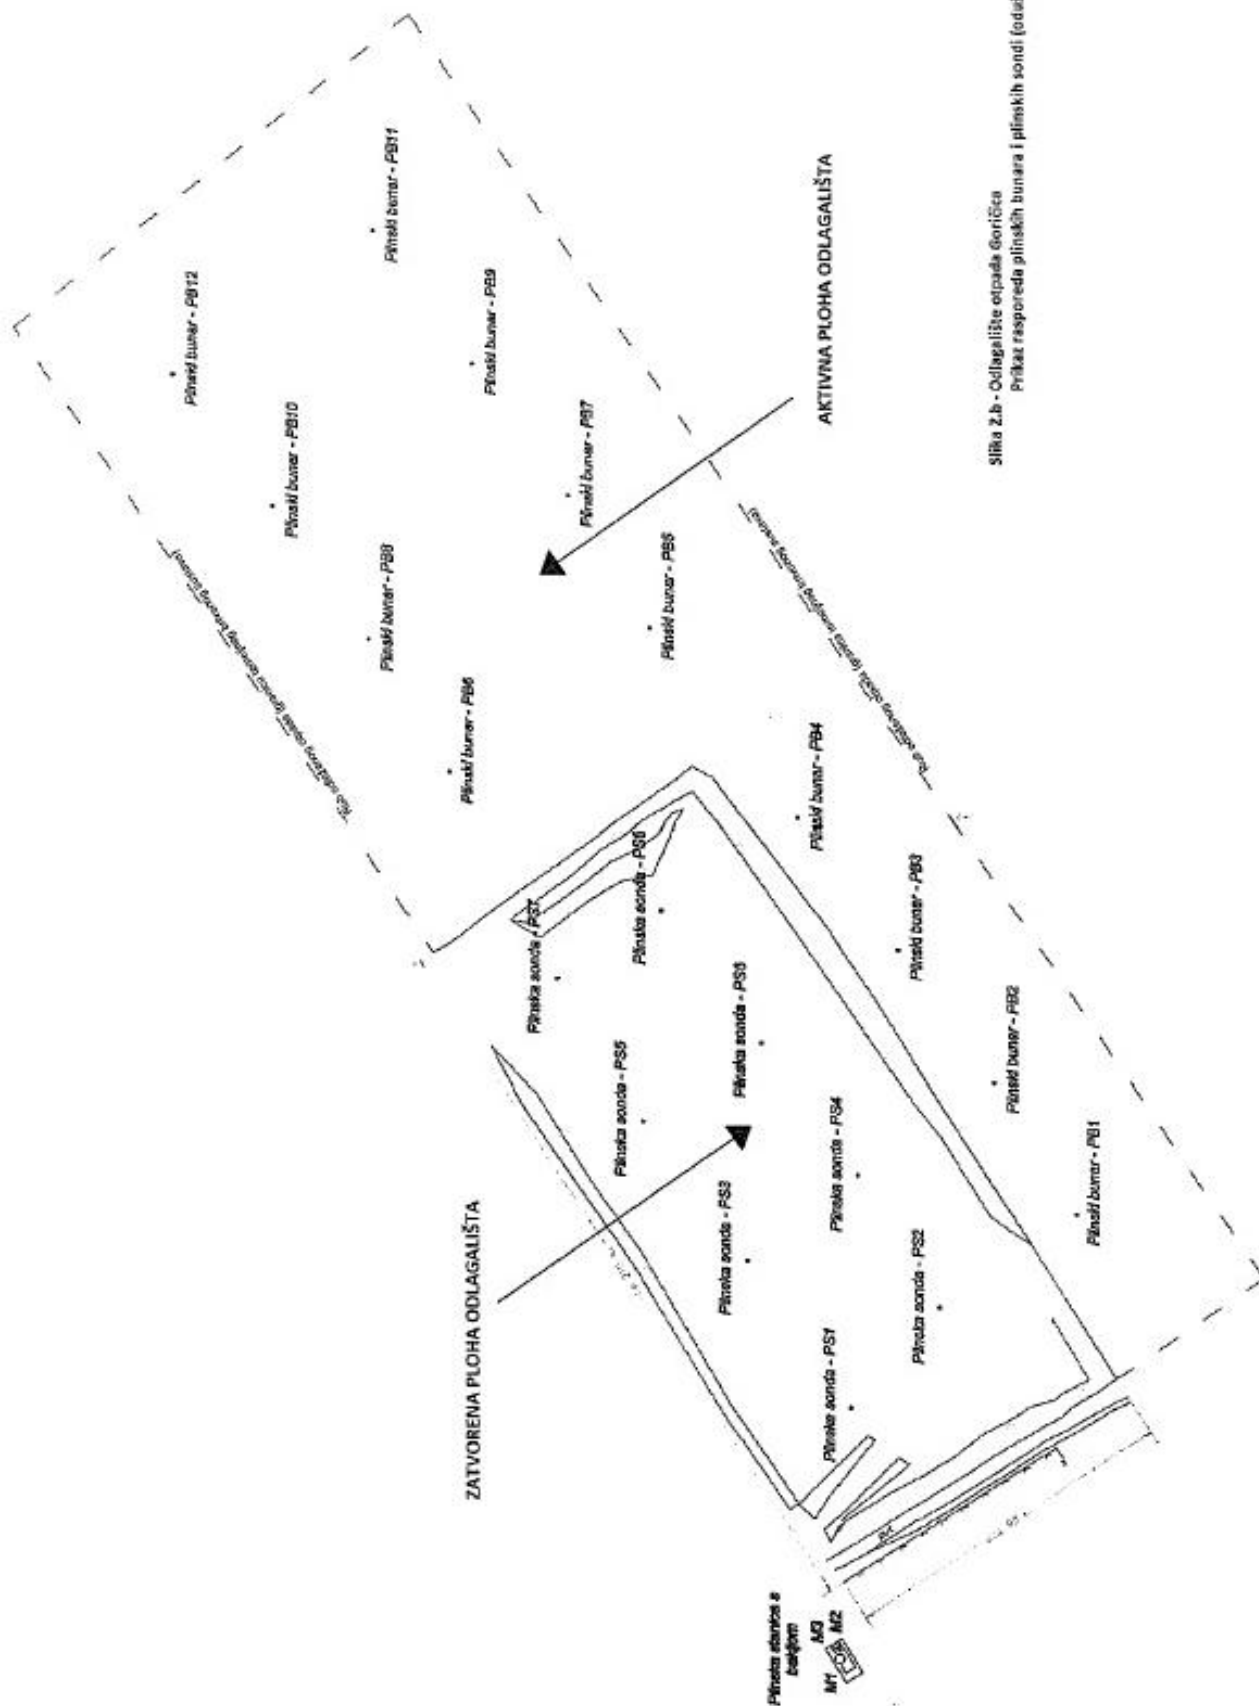 Plinski bunar - PB12
Plinski bunar - PB11
Plinski bunar - PB10
Plinski bunar - PB9
Plinski bunar - PB8
Plinski bunar - PB7
Plinski bunar - PB6
Plinski bunar - PB5
Plinski bunar - PB4
Plinski bunar - PB3
Plinski bunar - PB2
Plinski bunar - PB1
AKTIVNA PLOHA ODLAGALIŠTA
ZATVORENA PLOHA ODLAGALIŠTA
Plinska sonda - PS7
Plinska sonda - PS6
Plinska sonda - PS5
Plinska sonda - PS5
Plinska sonda - PS4
Plinska sonda - PS3
Plinska sonda - PS2
Plinska sonda - PS1
Plinska stanica s
bakljom
M1
M3
M2
Slika 2.b - Odlagalište otpada Goričica
Prikaz rasporeda plinskih bunara i plinskih sondi